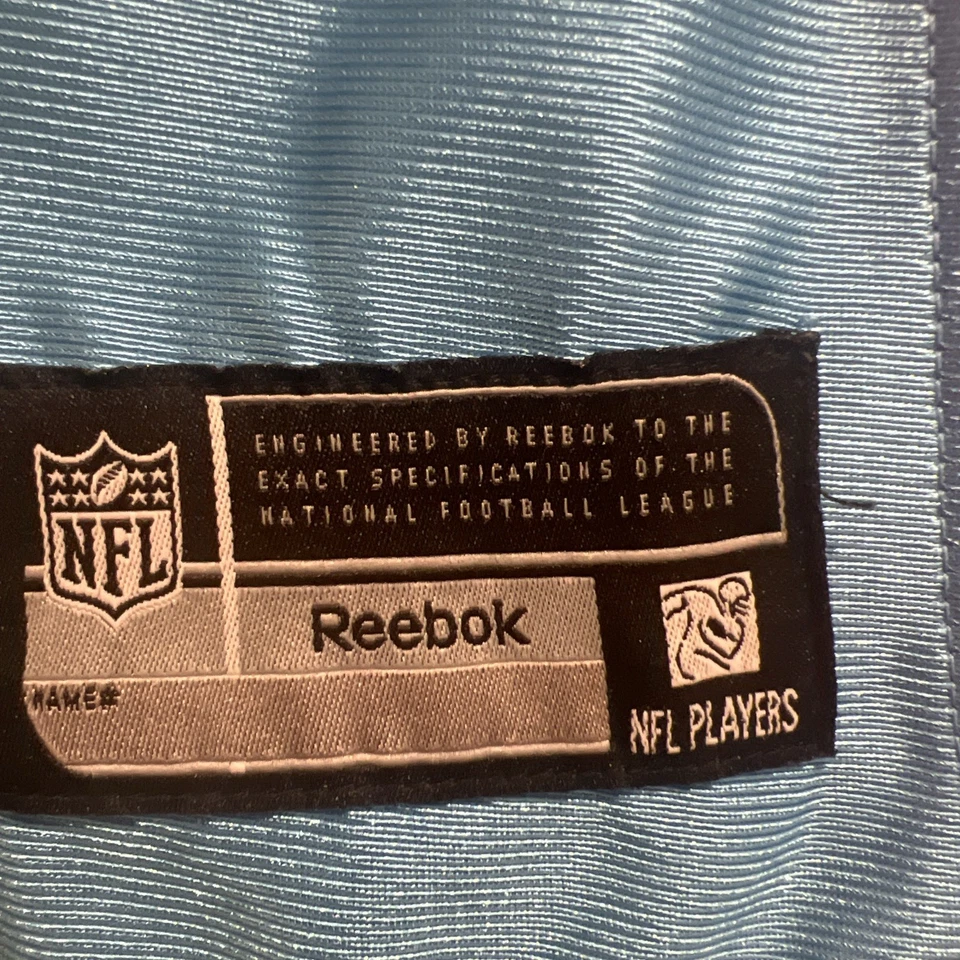 ENGINEERED BY REEBOK TO THE
EXACT SPECIFICATIONS OF THE
NATIONAL FOOTBALL LEAGUE
NFL
Reebok
NAME#
NFL PLAYERS